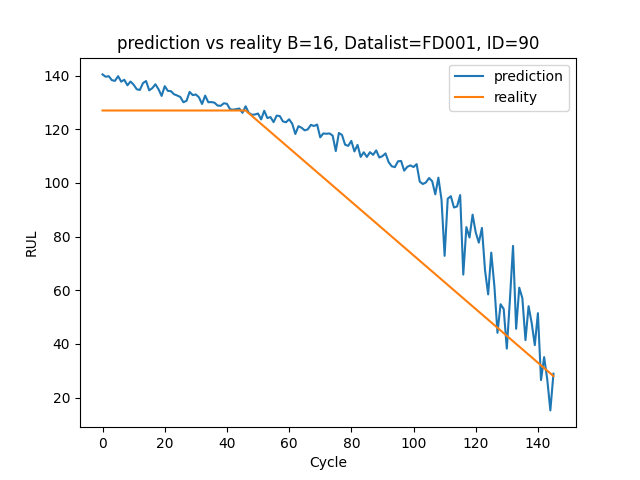 prediction vs reality B=16, Datalist=FD001, ID=90
prediction
reality
RUL
140
120
100
80
60
40
20
0 20 40 60 80 100 120 140
Cycle